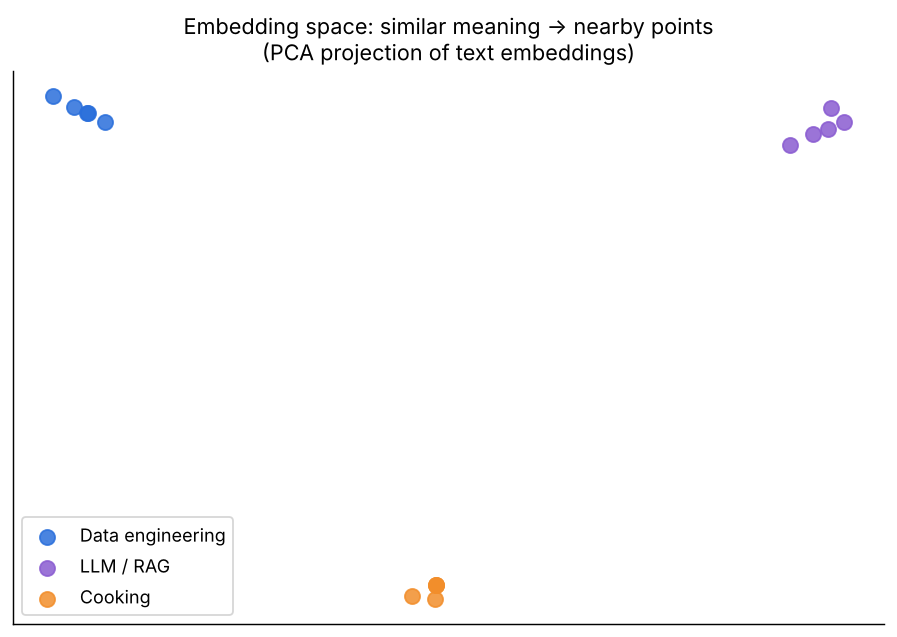 Embedding space: similar meaning → nearby points
(PCA projection of text embeddings)
Data engineering
LLM / RAG
Cooking